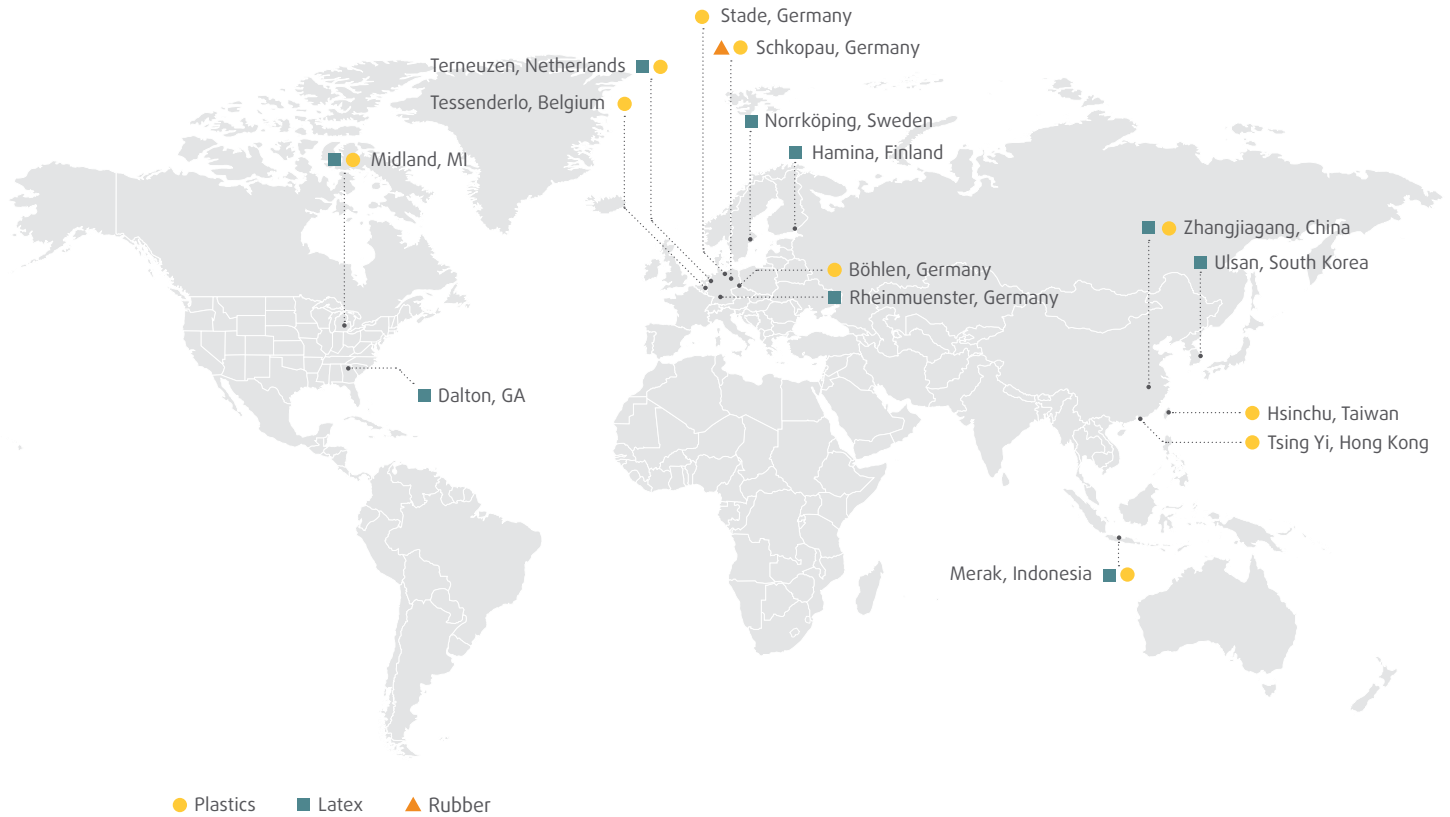 Stade, Germany
Schkopau, Germany
Terneuzen, Netherlands
Tessenderlo, Belgium
Norrköping, Sweden
Hamina, Finland
Midland, MI
Zhangjiagang, China
Ulsan, South Korea
Böhlen, Germany
Rheinmuenster, Germany
Dalton, GA
Hsinchu, Taiwan
Tsing Yi, Hong Kong
Merak, Indonesia
Plastics
Latex
Rubber